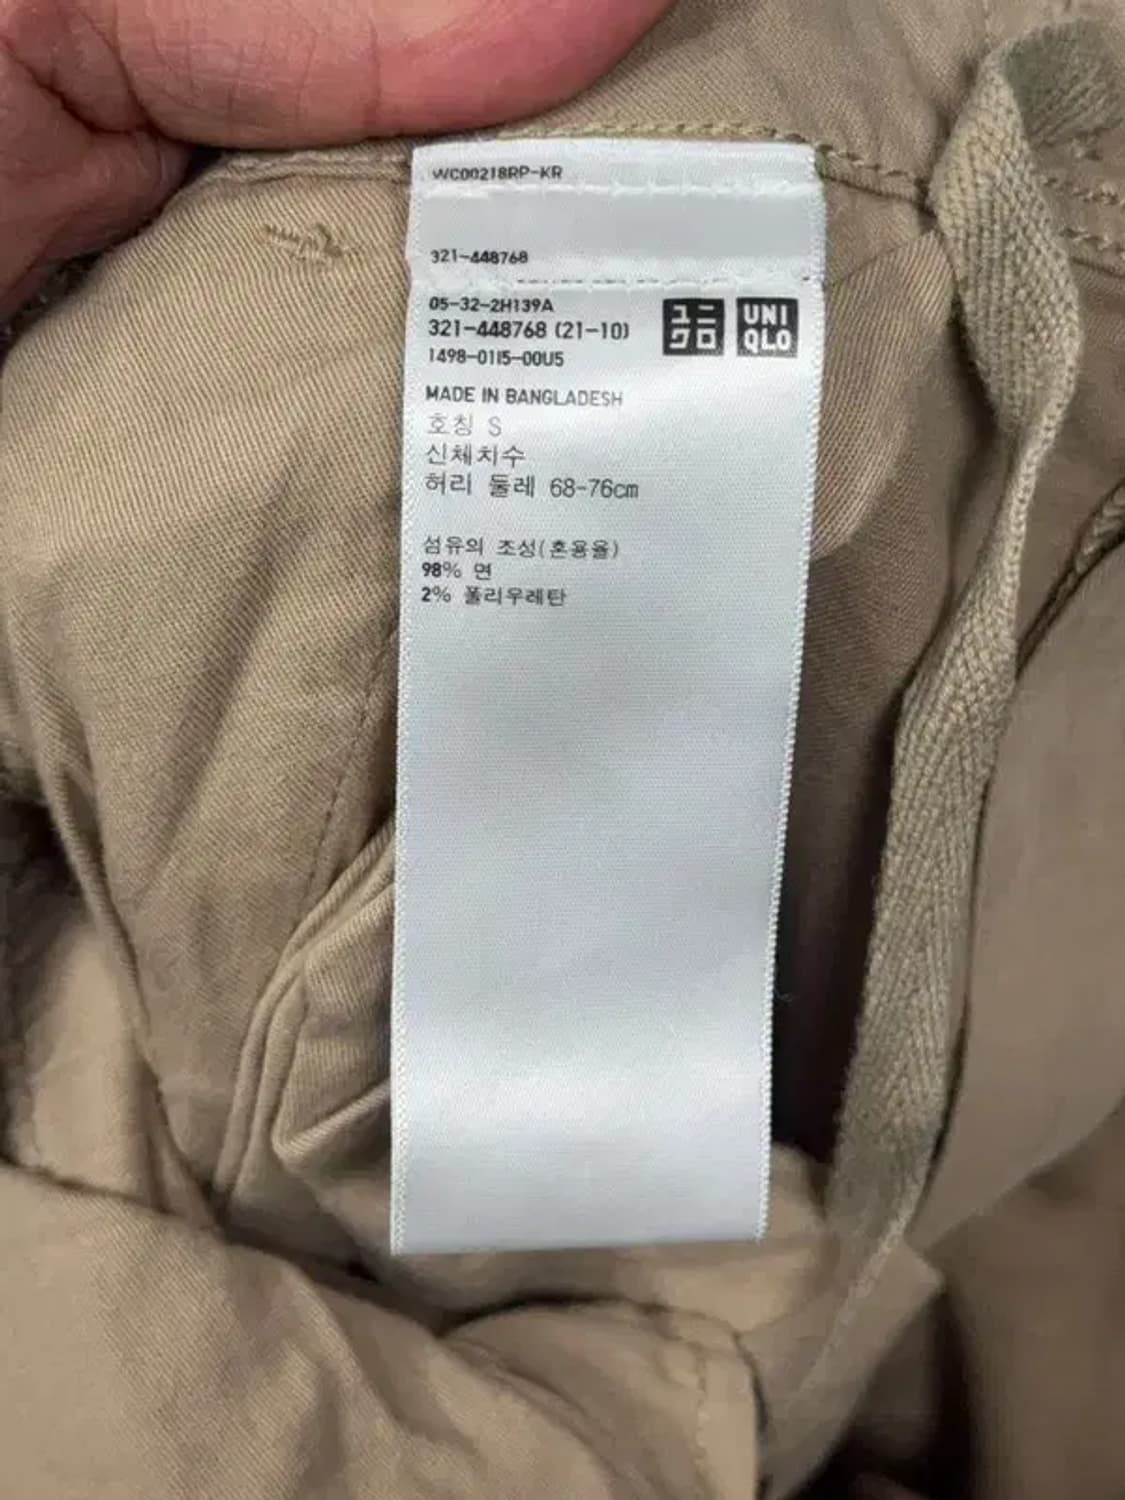 WC00218RP-KR
321-448768
05-32-2H139A
321-448768 (21-10)
1498-0115-00U5
ユニ
クロ
UNI
QLO
MADE IN BANGLADESH
호칭 S
신체치수
허리 둘레 68-76cm
섬유의 조성(혼용율)
98% 면
2% 폴리우레탄